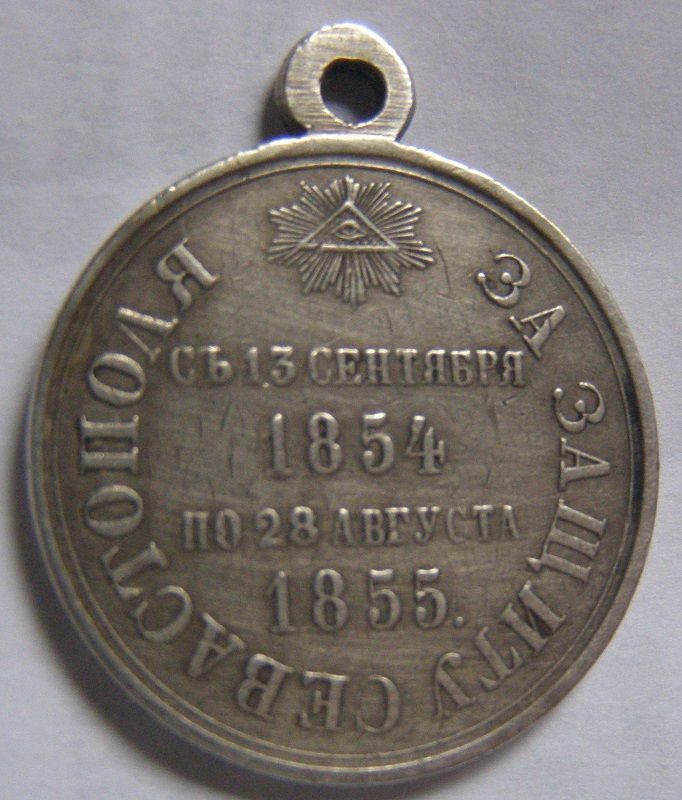 ЗА ЗАЩИТУ СЕВАСТОПОЛЯ
СЪ 13 СЕНТЯБРЯ
1854
ПО 28 АВГУСТА
1855.